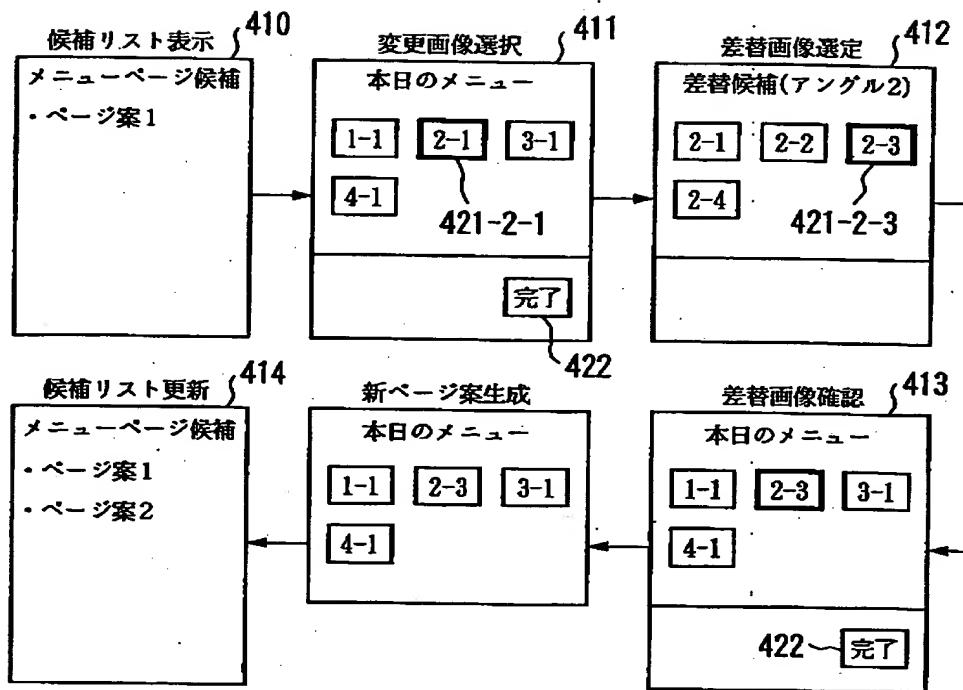 候補リスト表示
410
メニューページ候補
・ページ案1
変更画像選択
411
本日のメニュー
1-1
2-1
3-1
4-1
421-2-1
完了
422
差替画像選定
412
差替候補(アングル2)
2-1
2-2
2-3
2-4
421-2-3
候補リスト更新
414
メニューページ候補
・ページ案1
・ページ案2
新ページ案生成
本日のメニュー
1-1
2-3
3-1
4-1
差替画像確認
413
本日のメニュー
1-1
2-3
3-1
4-1
422
完了